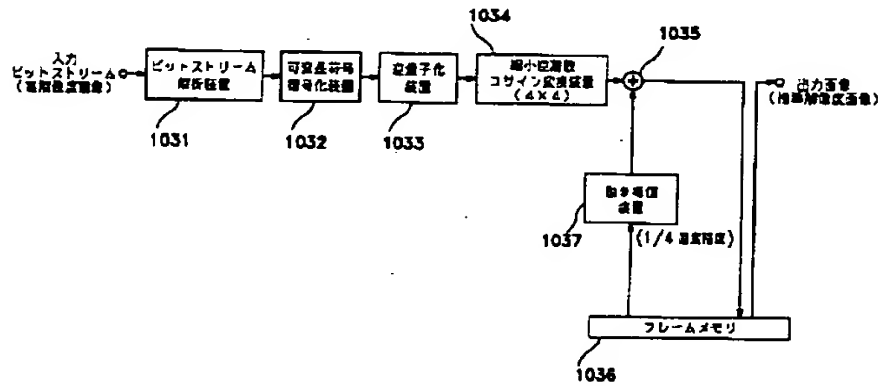 1034
1035
入力
ビットストリーム
(高解像度画像)
ビットストリーム
解析装置
可変長符号
復号化装置
逆量子化
装置
縮小逆離散
コサイン変換装置
(4×4)
出力画像
(標準解像度画像)
1031
1032
1033
動き補償
装置
1037
(1/4 画素精度)
フレームメモリ
1036